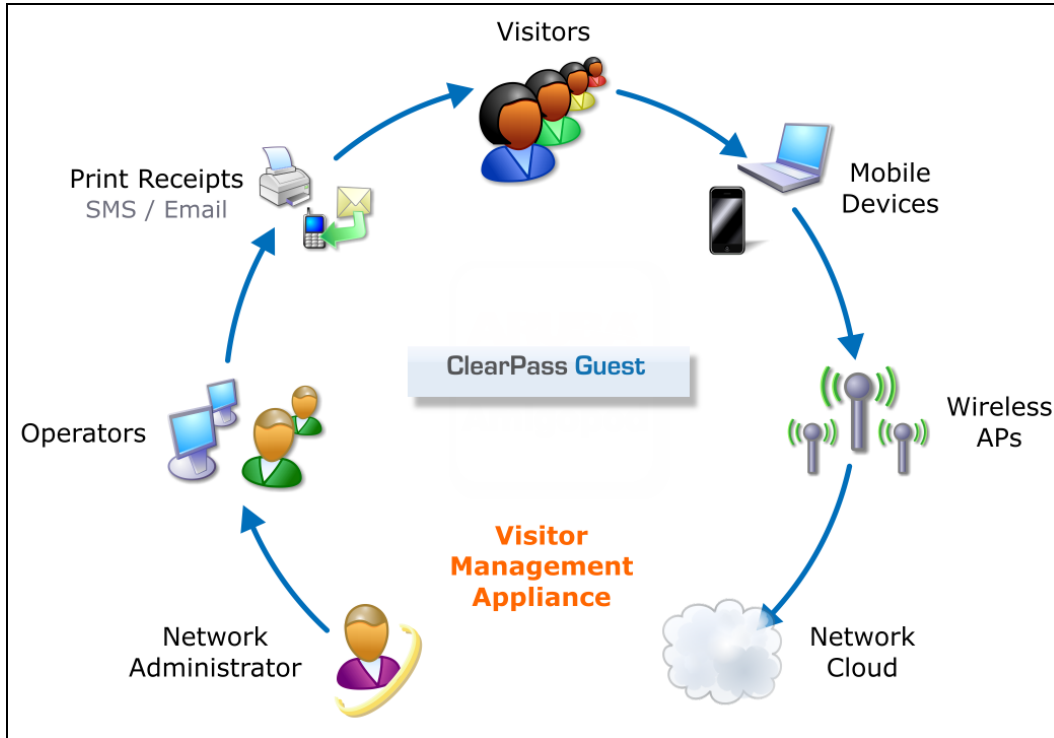 Visitors
Print Receipts
SMS / Email
Mobile
Devices
ClearPass Guest
Operators
Wireless
APs
Visitor
Management
Appliance
Network
Administrator
Network
Cloud